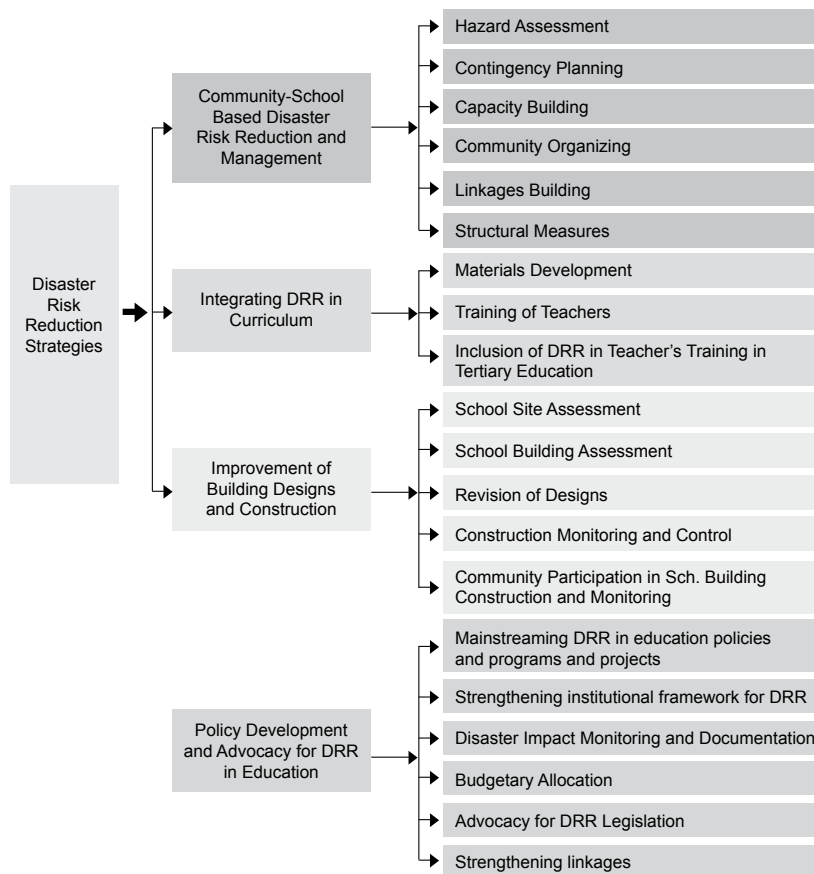 Disaster
Risk
Reduction
Strategies
Community-School
Based Disaster
Risk Reduction and
Management
Hazard Assessment
Contingency Planning
Capacity Building
Community Organizing
Linkages Building
Structural Measures
Integrating DRR in
Curriculum
Materials Development
Training of Teachers
Inclusion of DRR in Teacher's Training in
Tertiary Education
Improvement of
Building Designs
and Construction
School Site Assessment
School Building Assessment
Revision of Designs
Construction Monitoring and Control
Community Participation in Sch. Building
Construction and Monitoring
Policy Development
and Advocacy for DRR
in Education
Mainstreaming DRR in education policies
and programs and projects
Strengthening institutional framework for DRR
Disaster Impact Monitoring and Documentation
Budgetary Allocation
Advocacy for DRR Legislation
Strengthening linkages